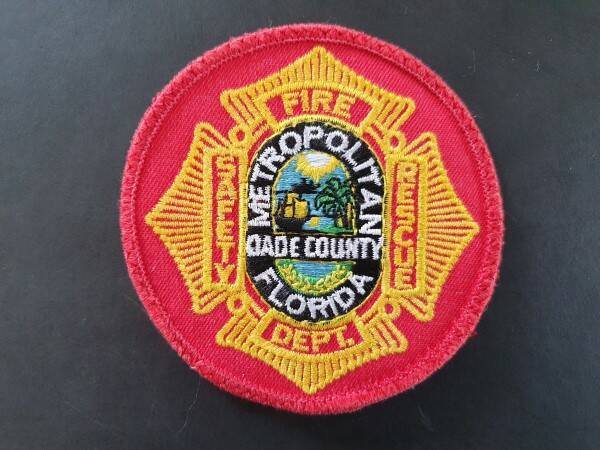 FIRE
SAFETY
METROPOLITAN
DADE COUNTY
FLORIDA
RESCUE
DEPT.